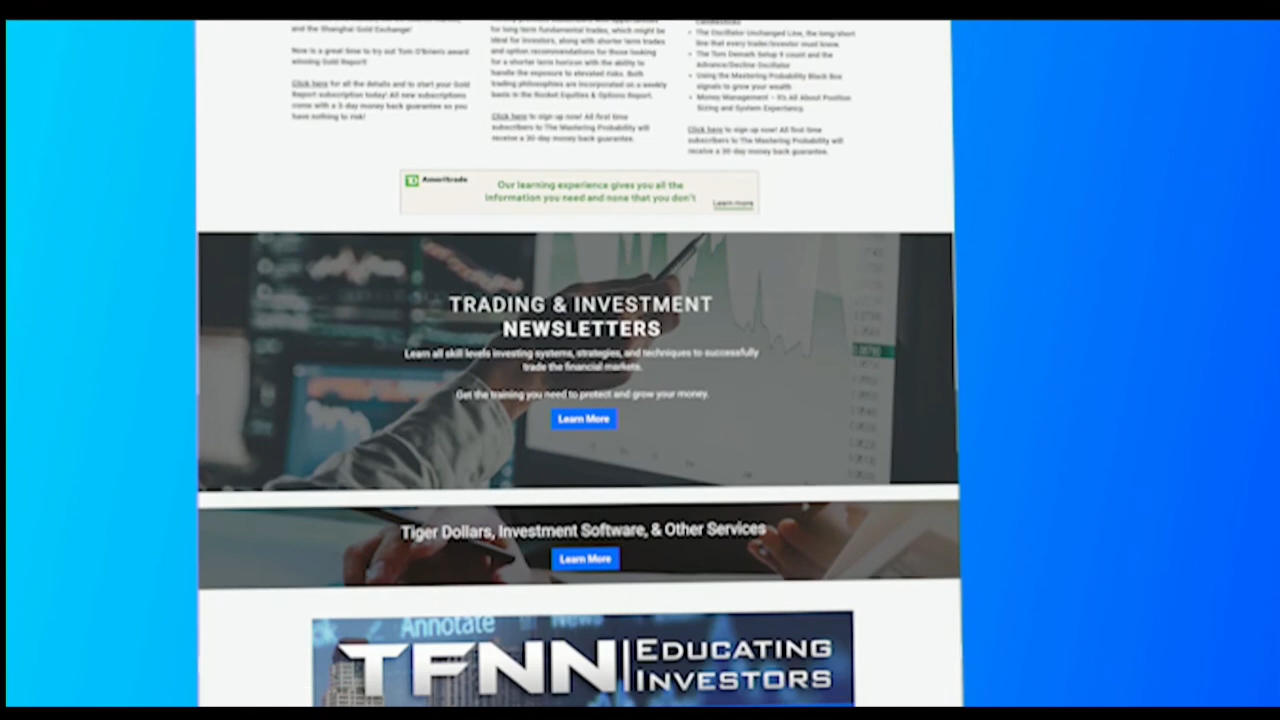 and the Shanghai Gold Exchange!
Now is a great time to try out Tom O'Brien's award
winning Gold Report!
Click here for all the details and to start your Gold
Report subscription today! All new subscriptions
come with a 3-day money back guarantee so you
have nothing to risk!
for long term fundamental trades, which might be
ideal for investors, along with shorter term trades
and option recommendations for those looking
for a shorter term horizon with the ability to
handle the exposure to elevated risks. Both
trading philosophies are incorporated on a weekly
basis in the Rocket Equities & Options Report.
Click here to sign up now! All first time
subscribers to The Mastering Probability will
receive a 30-day money back guarantee.
Candlesticks
• The Oscillator Unchanged Line, the long/short
line that every trader/investor must know.
• The Tom Demark Setup 9 count and the
Advance/Decline Oscillator
• Using the Mastering Probability Black Box
signals to grow your wealth
• Money Management – It's All About Position
Sizing and System Expectancy.
Click here to sign up now! All first time
subscribers to The Mastering Probability will
receive a 30-day money back guarantee.
TD Ameritrade
Our learning experience gives you all the
information you need and none that you don't
Learn more
TRADING & INVESTMENT
NEWSLETTERS
Learn all skill levels investing systems, strategies, and techniques to successfully
trade the financial markets.
Get the training you need to protect and grow your money.
Learn More
Tiger Dollars, Investment Software, & Other Services
Learn More
Annotate
News
TFNN EDUCATING
INVESTORS